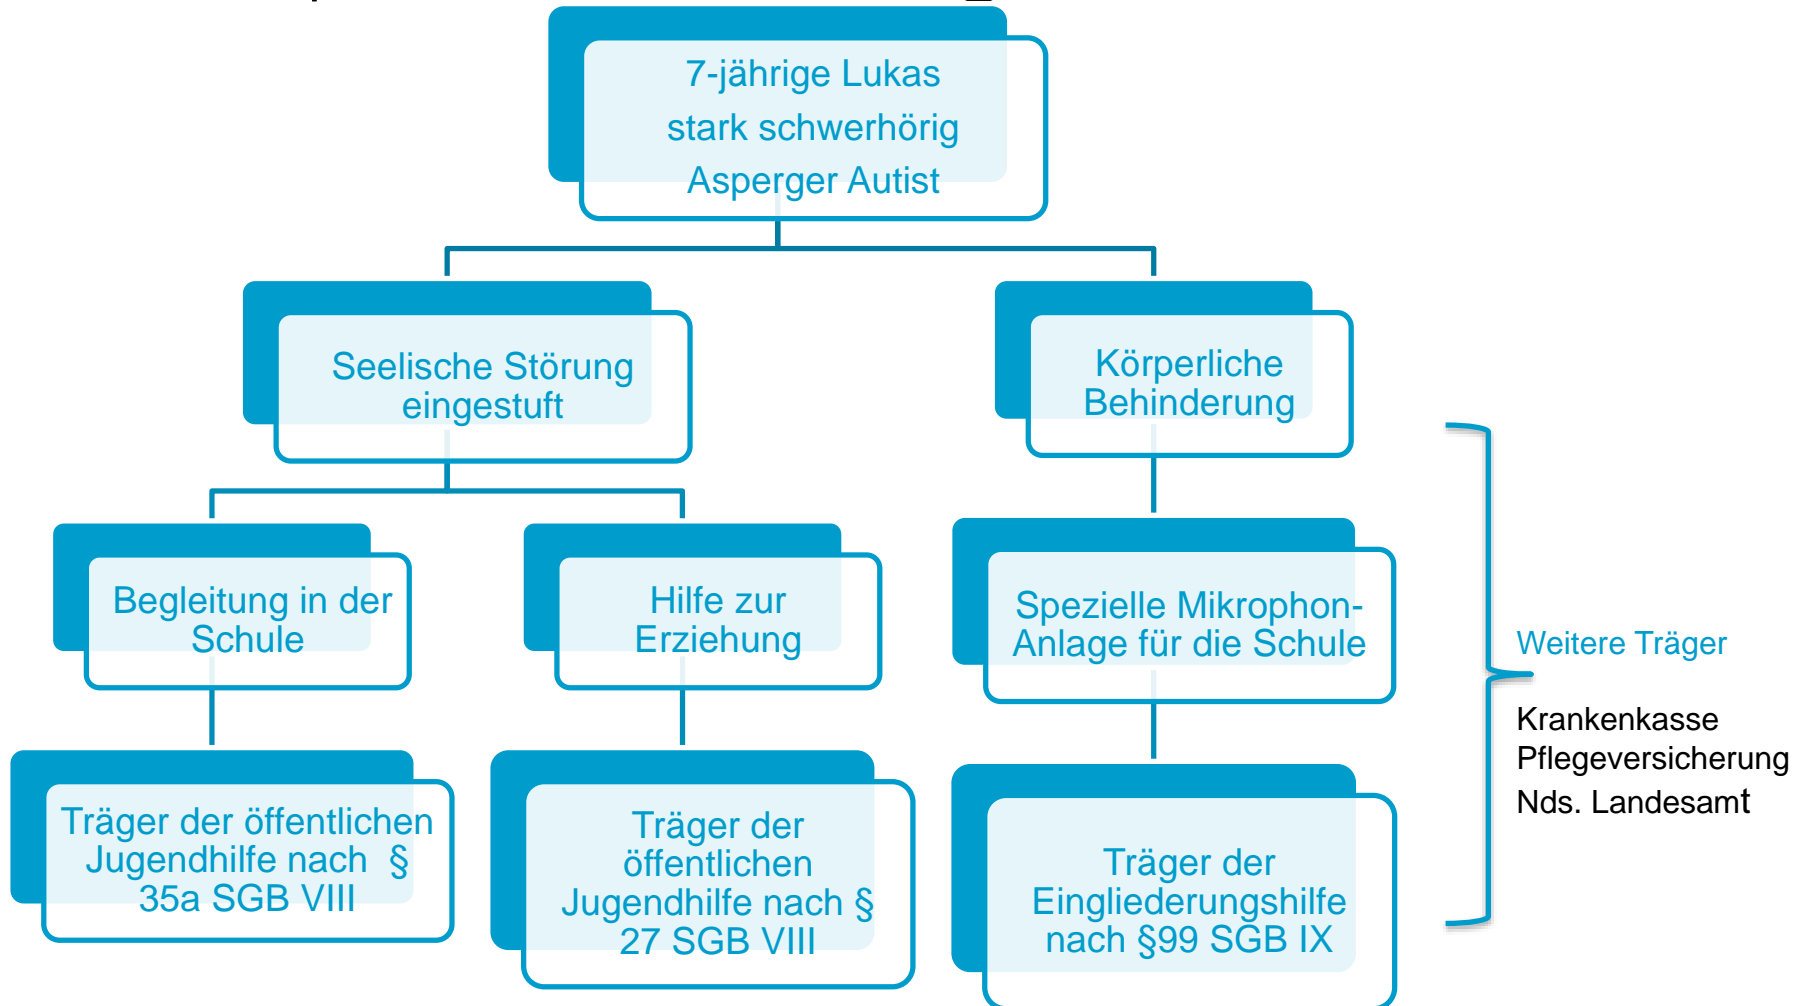 7-jährige Lukas
stark schwerhörig
Asperger Autist
Seelische Störung
eingestuft
Körperliche
Behinderung
Begleitung in der
Schule
Hilfe zur
Erziehung
Spezielle Mikrophon-
Anlage für die Schule
Träger der öffentlichen
Jugendhilfe nach §
35a SGB VIII
Träger der
öffentlichen
Jugendhilfe nach §
27 SGB VIII
Träger der
Eingliederungshilfe
nach §99 SGB IX
Weitere Träger
Krankenkasse
Pflegeversicherung
Nds. Landesamt